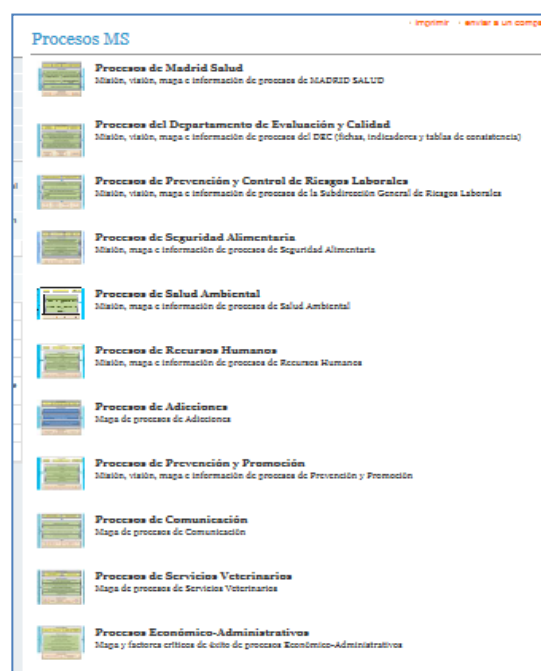 · imprimir · enviar a un
Procesos MS
Procesos de Madrid Salud
Misión, visión, mapa e información de procesos de MADRID SALUD
Procesos del Departamento de Evaluación y Calidad
Misión, visión, mapa e información de procesos del DEC (fichas, indicadores y tablas de consistencia)
Procesos de Prevención y Control de Riesgos Laborales
Misión, visión, mapa e información de procesos de la Subdirección General de Riesgos Laborales
Procesos de Seguridad Alimentaria
Misión, mapa e información de procesos de Seguridad Alimentaria
Procesos de Salud Ambiental
Misión, mapa e información de procesos de Salud Ambiental
Procesos de Recursos Humanos
Misión, mapa e información de procesos de Recursos Humanos
Procesos de Adicciones
Mapa de procesos de Adicciones
Procesos de Prevención y Promoción
Misión, visión, mapa e información de procesos de Prevención y Promoción
Procesos de Comunicación
Mapa de procesos de Comunicación
Procesos de Servicios Veterinarios
Mapa de procesos de Servicios Veterinarios
Procesos Económico-Administrativos
Mapa y factores críticos de éxito de procesos Económico-Administrativos